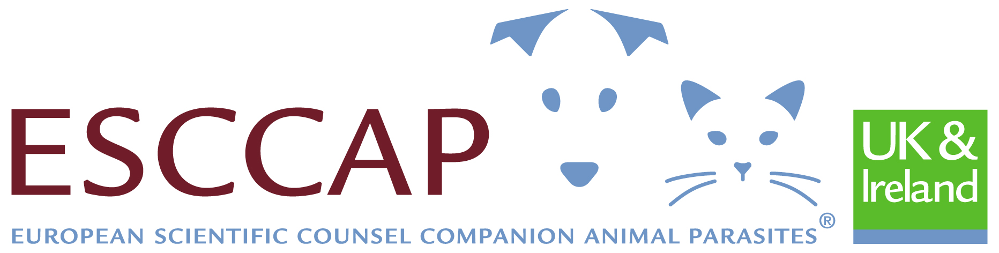 ESCCAP
EUROPEAN SCIENTIFIC COUNSEL COMPANION ANIMAL PARASITES®
UK &
Ireland